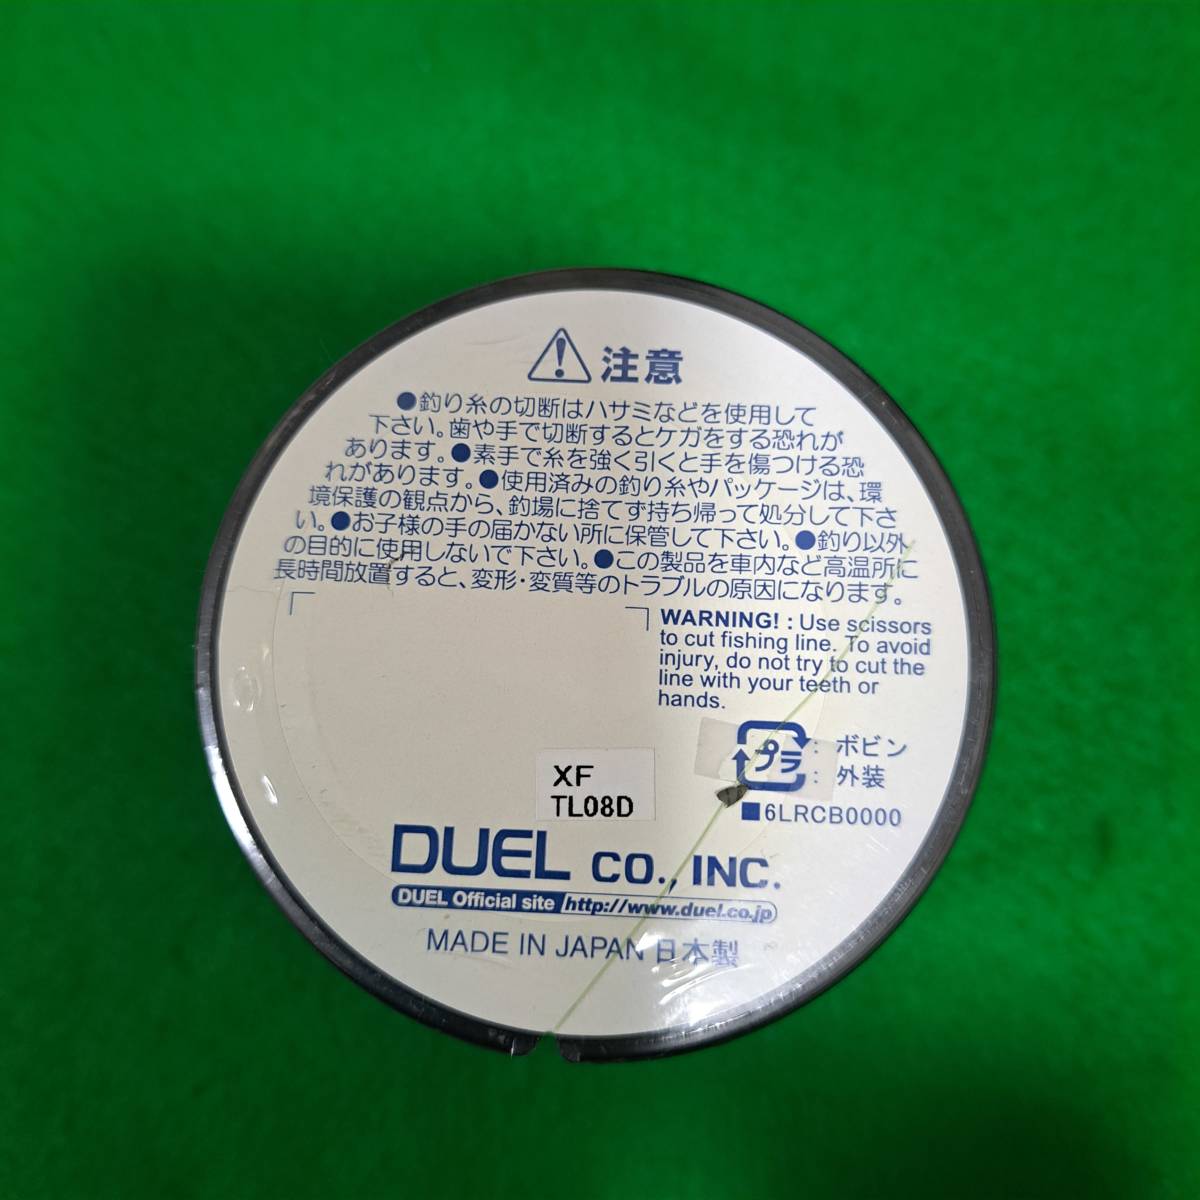 注意
●釣り糸の切断はハサミなどを使用して
下さい。歯や手で切断するとケガをする恐れが
あります。●素手で糸を強く引くと手を傷つける恐
れがあります。●使用済みの釣り糸やパッケージは、環
境保護の観点から、釣場に捨てず持ち帰って処分して下さ
い。●お子様の手の届かない所に保管して下さい。●釣り以外
の目的に使用しないで下さい。●この製品を車内など高温所に
長時間放置すると、変形・変質等のトラブルの原因になります。
WARNING! : Use scissors
to cut fishing line. To avoid
injury, do not try to cut the
line with your teeth or
hands.
プラ : ボビン
: 外装
■6LRCB0000
XF
TL08D
DUEL CO., INC.
DUEL Official site http://www.duel.co.jp
MADE IN JAPAN 日本製